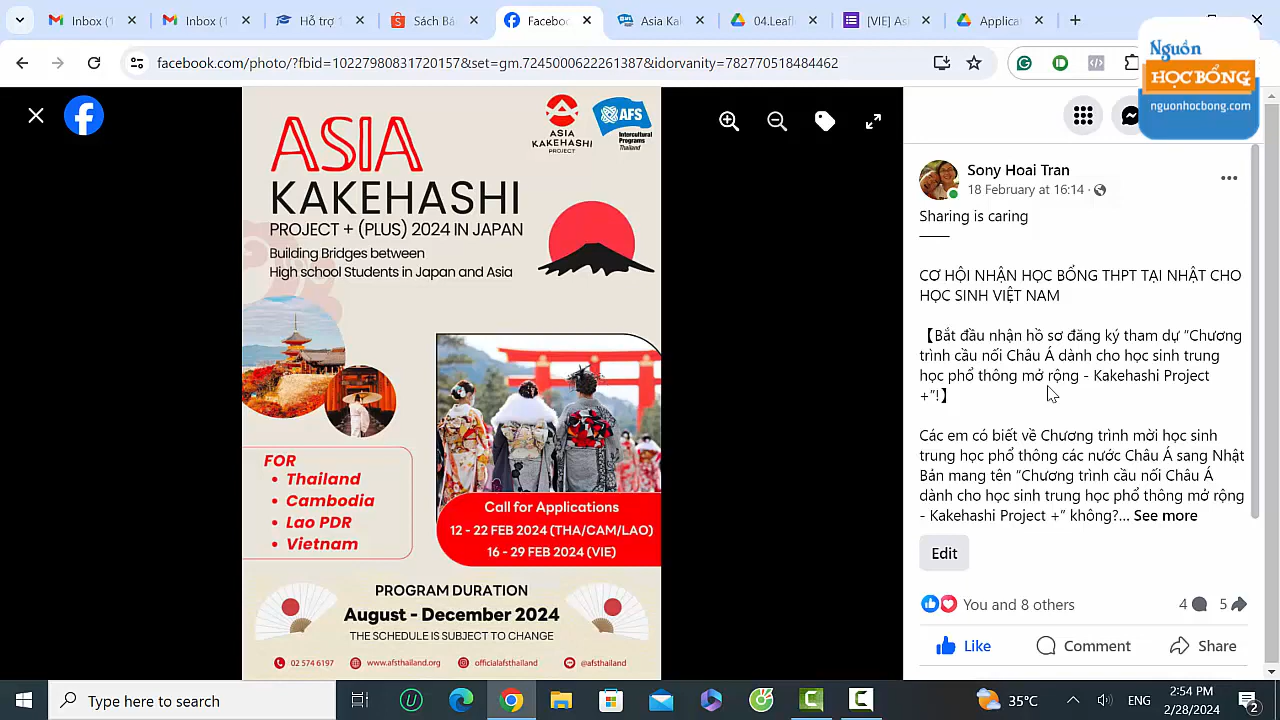 Inbox (1
Inbox (
Hỗ trợ
Sách Bá
Faceboo
Asia Kal
04.Leafl
[VIE] As
Applicat
Nguồn
HỌC BỔNG
nguonhocbong.com
facebook.com/photo/?fbid=10227980831720157&set=gm.7245000622261387&idorvanity=782770518484462
ASIA
KAKEHASHI
PROJECT + (PLUS) 2024 IN JAPAN
Building Bridges between
High school Students in Japan and Asia
ASIA
KAKEHASHI
PROJECT
AFS
Intercultural
Programs
Thailand
FOR
• Thailand
• Cambodia
• Lao PDR
• Vietnam
Call for Applications
12 - 22 FEB 2024 (THA/CAM/LAO)
16 - 29 FEB 2024 (VIE)
PROGRAM DURATION
August - December 2024
THE SCHEDULE IS SUBJECT TO CHANGE
02 574 6197
www.afsthailand.org
officialafsthailand
@afsthailand
Sony Hoai Tran
18 February at 16:14 ·
Sharing is caring
CƠ HỘI NHẬN HỌC BỔNG THPT TẠI NHẬT CHO
HỌC SINH VIỆT NAM
【Bắt đầu nhận hồ sơ đăng ký tham dự “Chương
trình cầu nối Châu Á dành cho học sinh trung
học phổ thông mở rộng - Kakehashi Project
+”!】
Các em có biết về Chương trình mời học sinh
trung học phổ thông các nước Châu Á sang Nhật
Bản mang tên “Chương trình cầu nối Châu Á
dành cho học sinh trung học phổ thông mở rộng
- Kakehashi Project +” không?... See more
Edit
You and 8 others
4
5
Like
Comment
Share
Type here to search
35°C
ENG
2:54 PM
2/28/2024
2